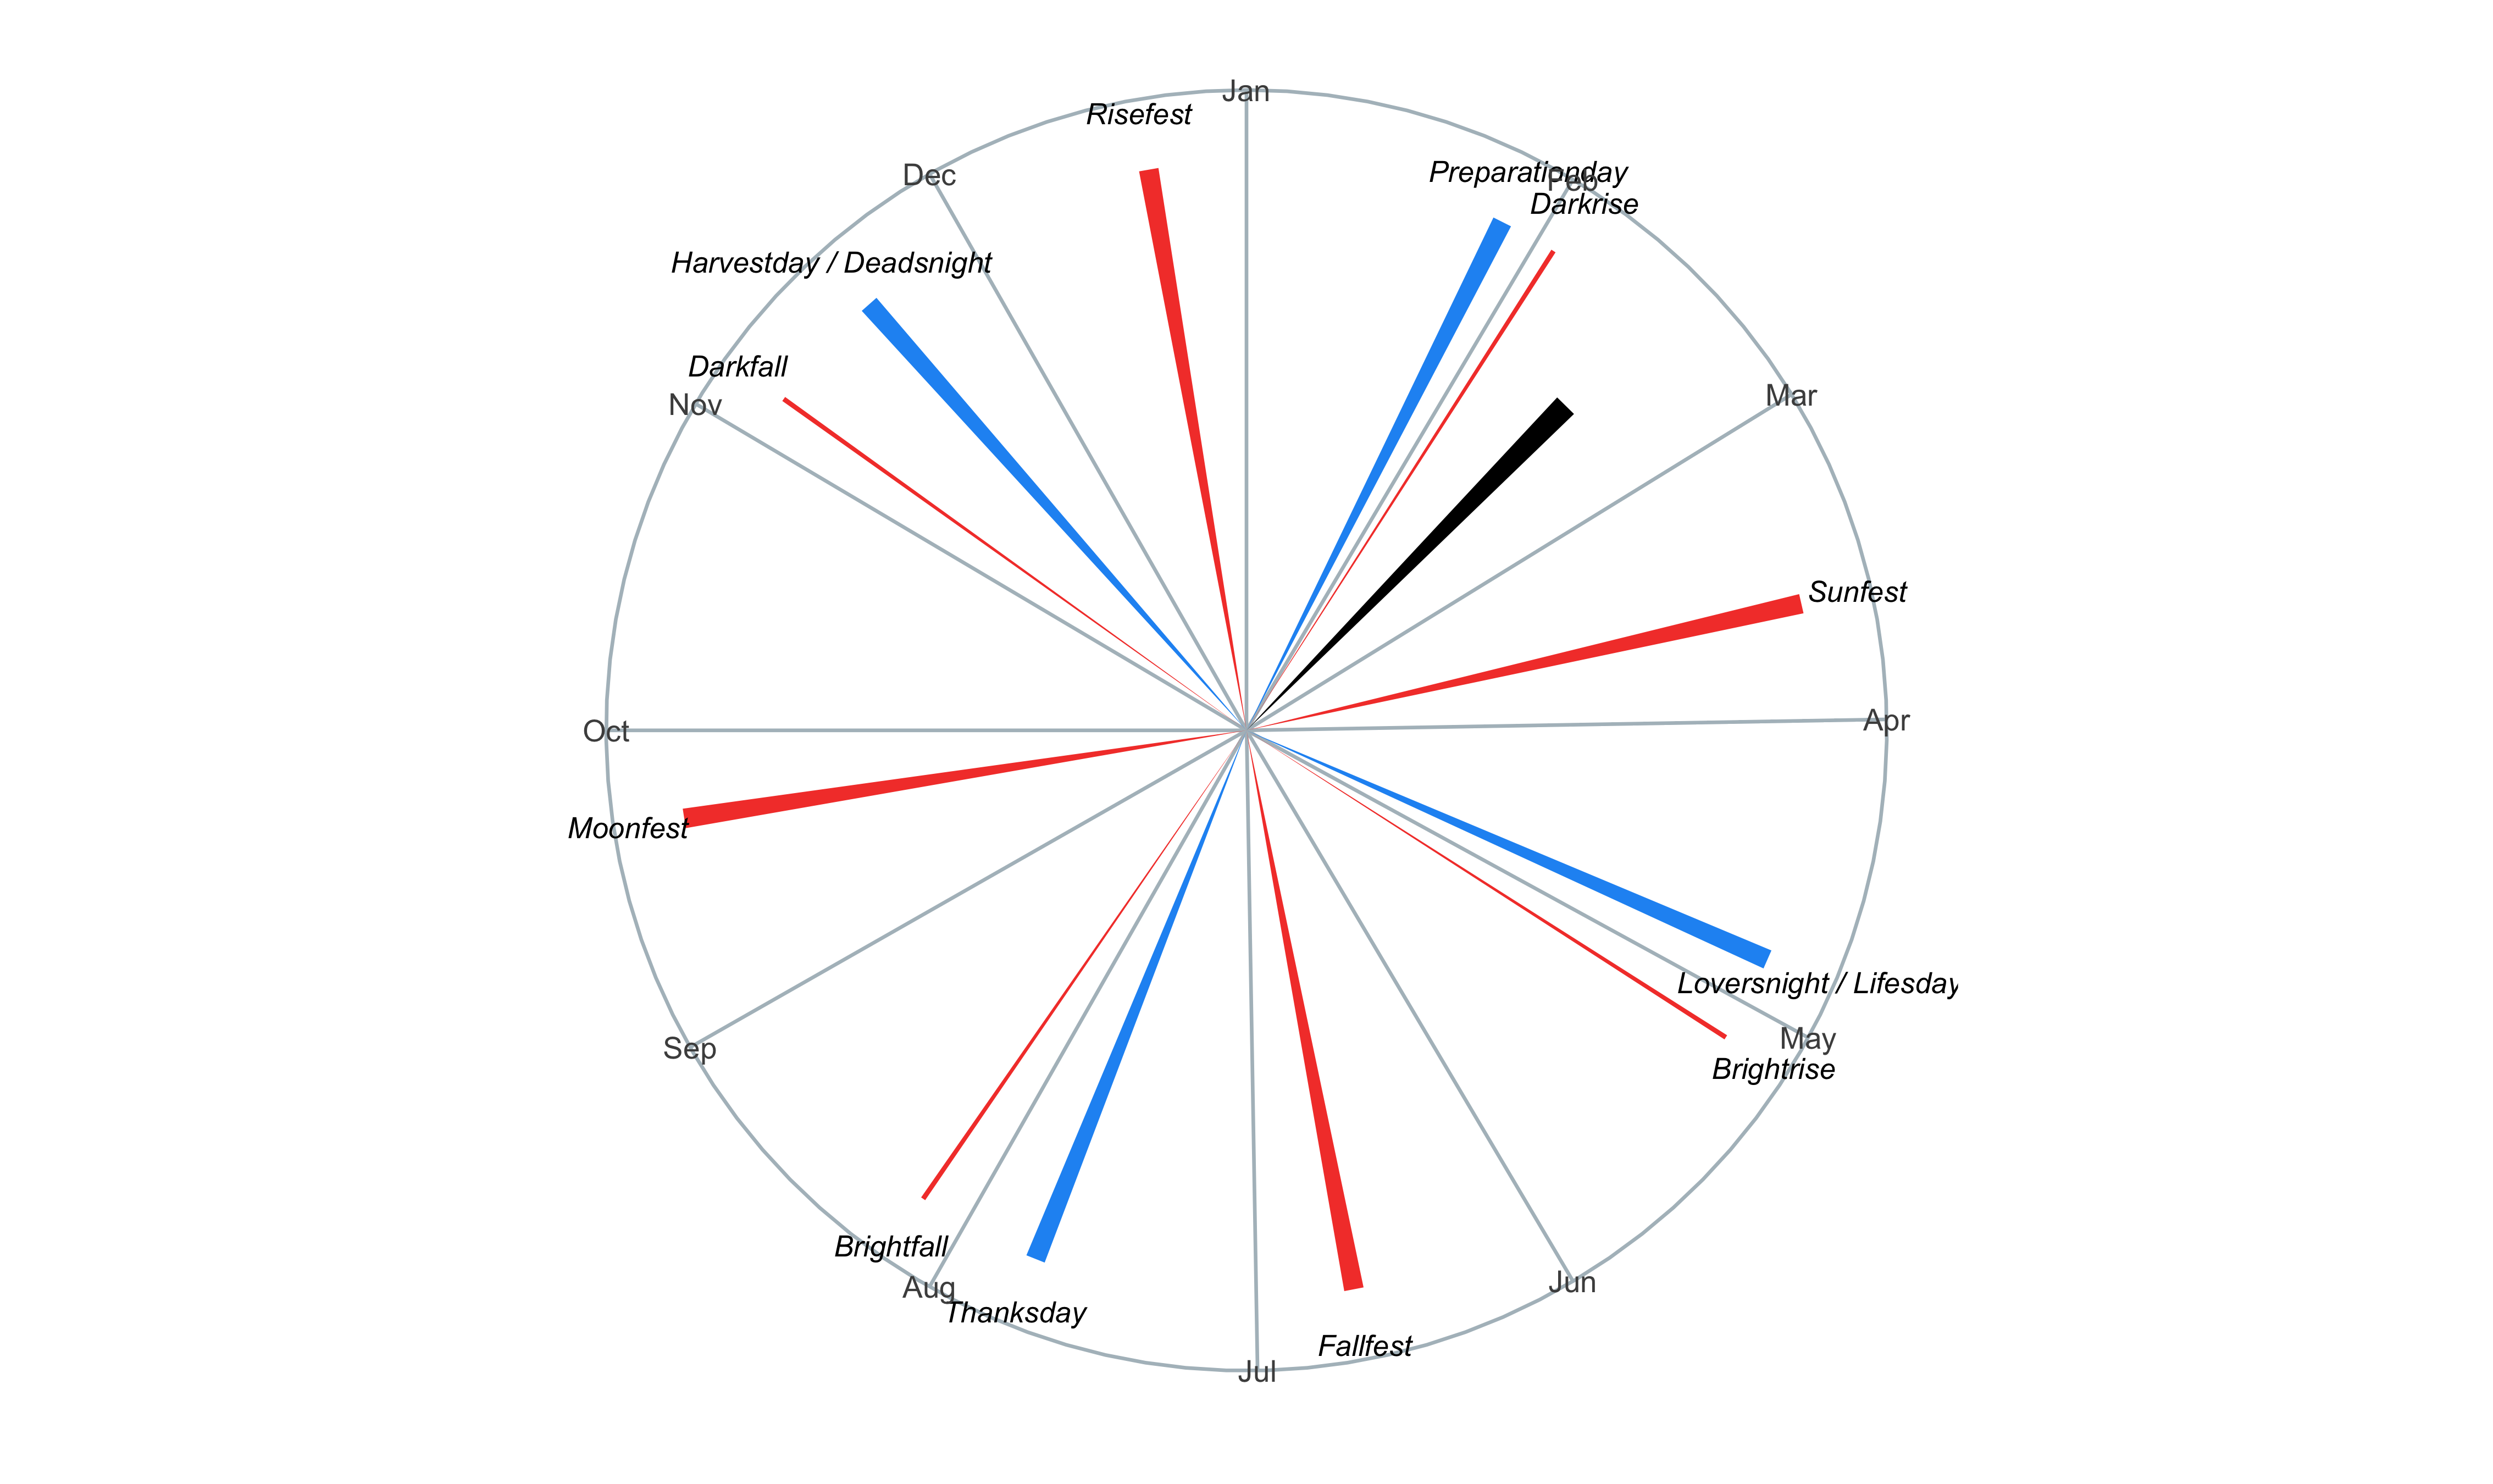 Jan
Risefest
Preparationday
Feb
Dec
Darkrise
Harvestday / Deadsnight
Darkfall
Mar
Nov
Sunfest
Apr
Oct
Moonfest
Loversnight / Lifesday
May
Sep
Brightrise
Brightfall
Jun
Aug
Thanksday
Fallfest
Jul